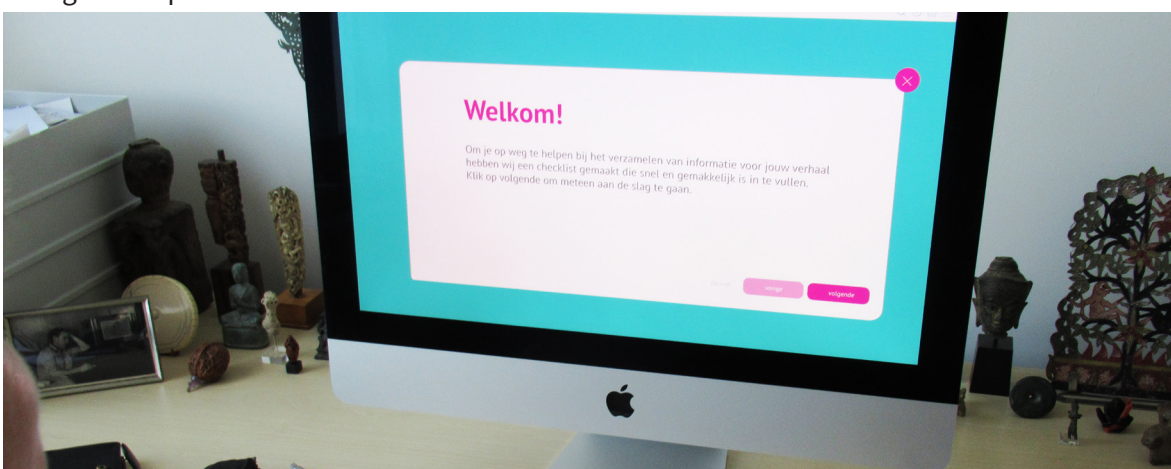 Welkom!
Om je op weg te helpen bij het verzamelen van informatie voor jouw verhaal
hebben wij een checklist gemaakt die snel en gemakkelijk is in te vullen.
Klik op volgende om meteen aan de slag te gaan.
vorige
volgende